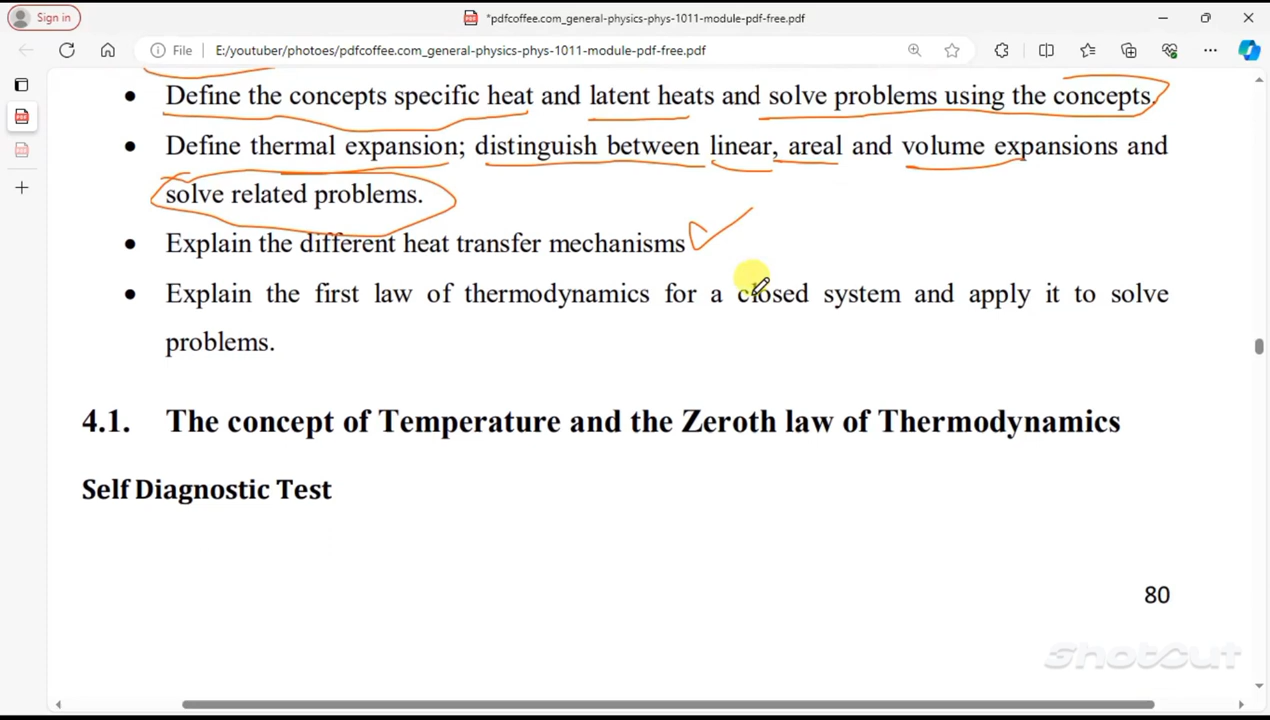 Sign in
*pdfcoffee.com_general-physics-phys-1011-module-pdf-free.pdf
File E:/youtuber/photoes/pdfcoffee.com_general-physics-phys-1011-module-pdf-free.pdf
• Define the concepts specific heat and latent heats and solve problems using the concepts.
• Define thermal expansion; distinguish between linear, areal and volume expansions and
solve related problems.
• Explain the different heat transfer mechanisms
• Explain the first law of thermodynamics for a closed system and apply it to solve
problems.
4.1. The concept of Temperature and the Zeroth law of Thermodynamics
Self Diagnostic Test
80
Shotcut